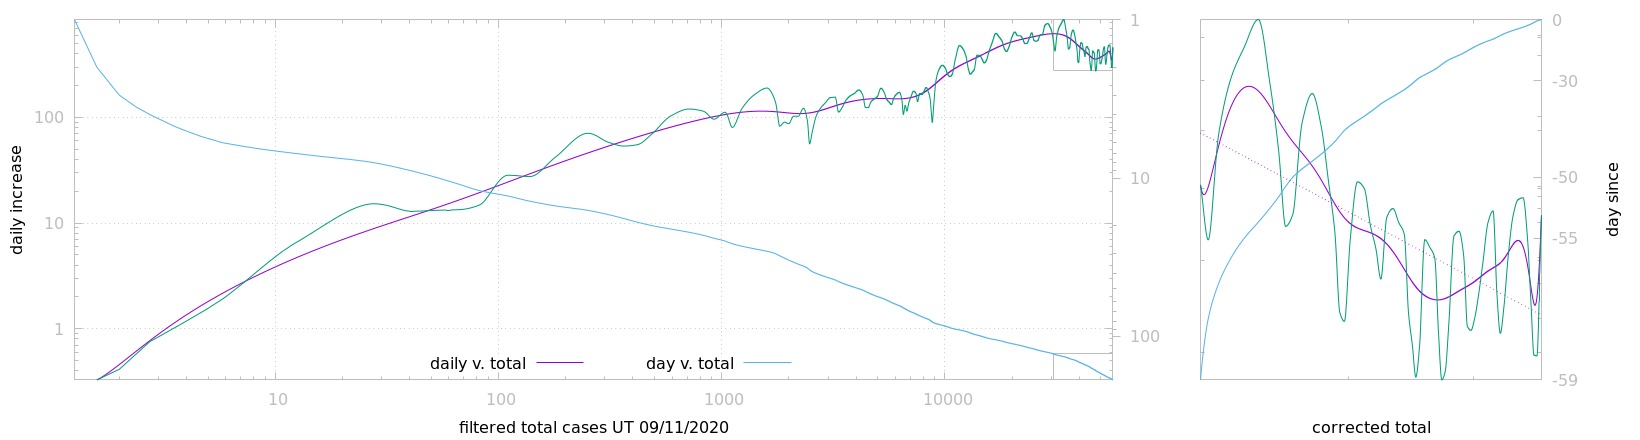 daily increase
100
10
1
daily v. total
day v. total
10
100
1000
10000
filtered total cases UT 09/11/2020
1
10
100
0
-30
-50
-55
-59
day since
corrected total